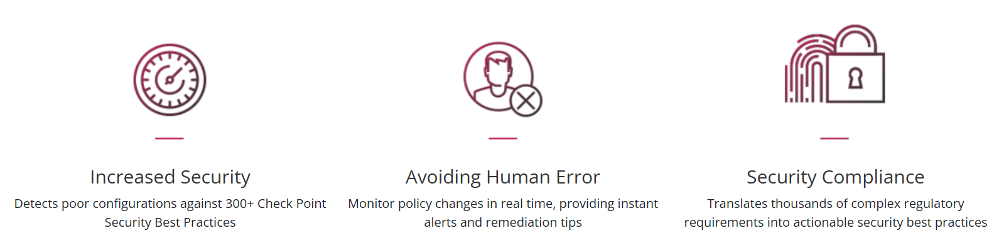 Increased Security
Detects poor configurations against 300+ Check Point
Security Best Practices
Avoiding Human Error
Monitor policy changes in real time, providing instant
alerts and remediation tips
Security Compliance
Translates thousands of complex regulatory
requirements into actionable security best practices